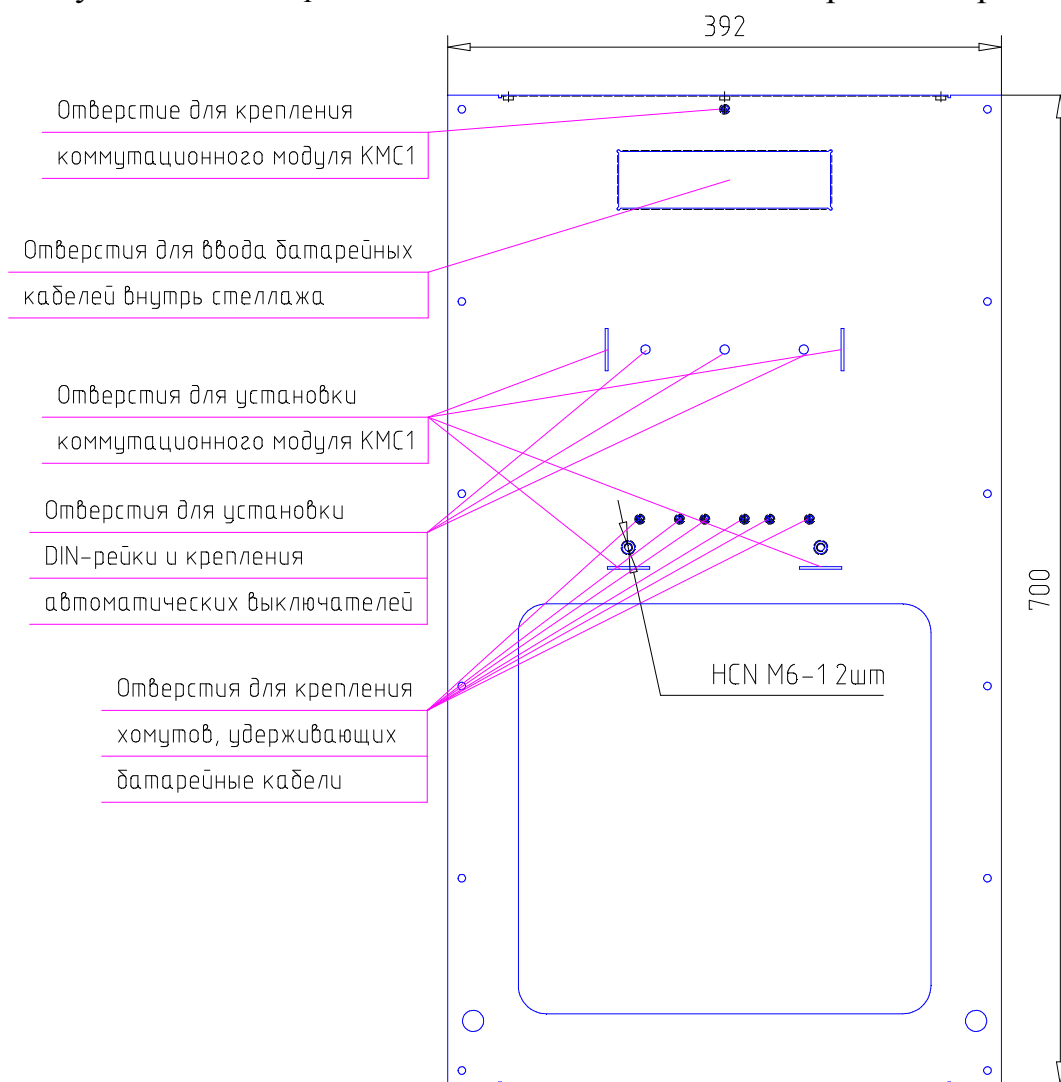 392
Отверстие для крепления
коммутационного модуля КМС1
Отверстия для ввода батарейных
кабелей внутрь стеллажа
Отверстия для установки
коммутационного модуля КМС1
Отверстия для установки
DIN-рейки и крепления
автоматических выключателей
700
HCN M6-1 2шт
Отверстия для крепления
хомутов, удерживающих
батарейные кабели